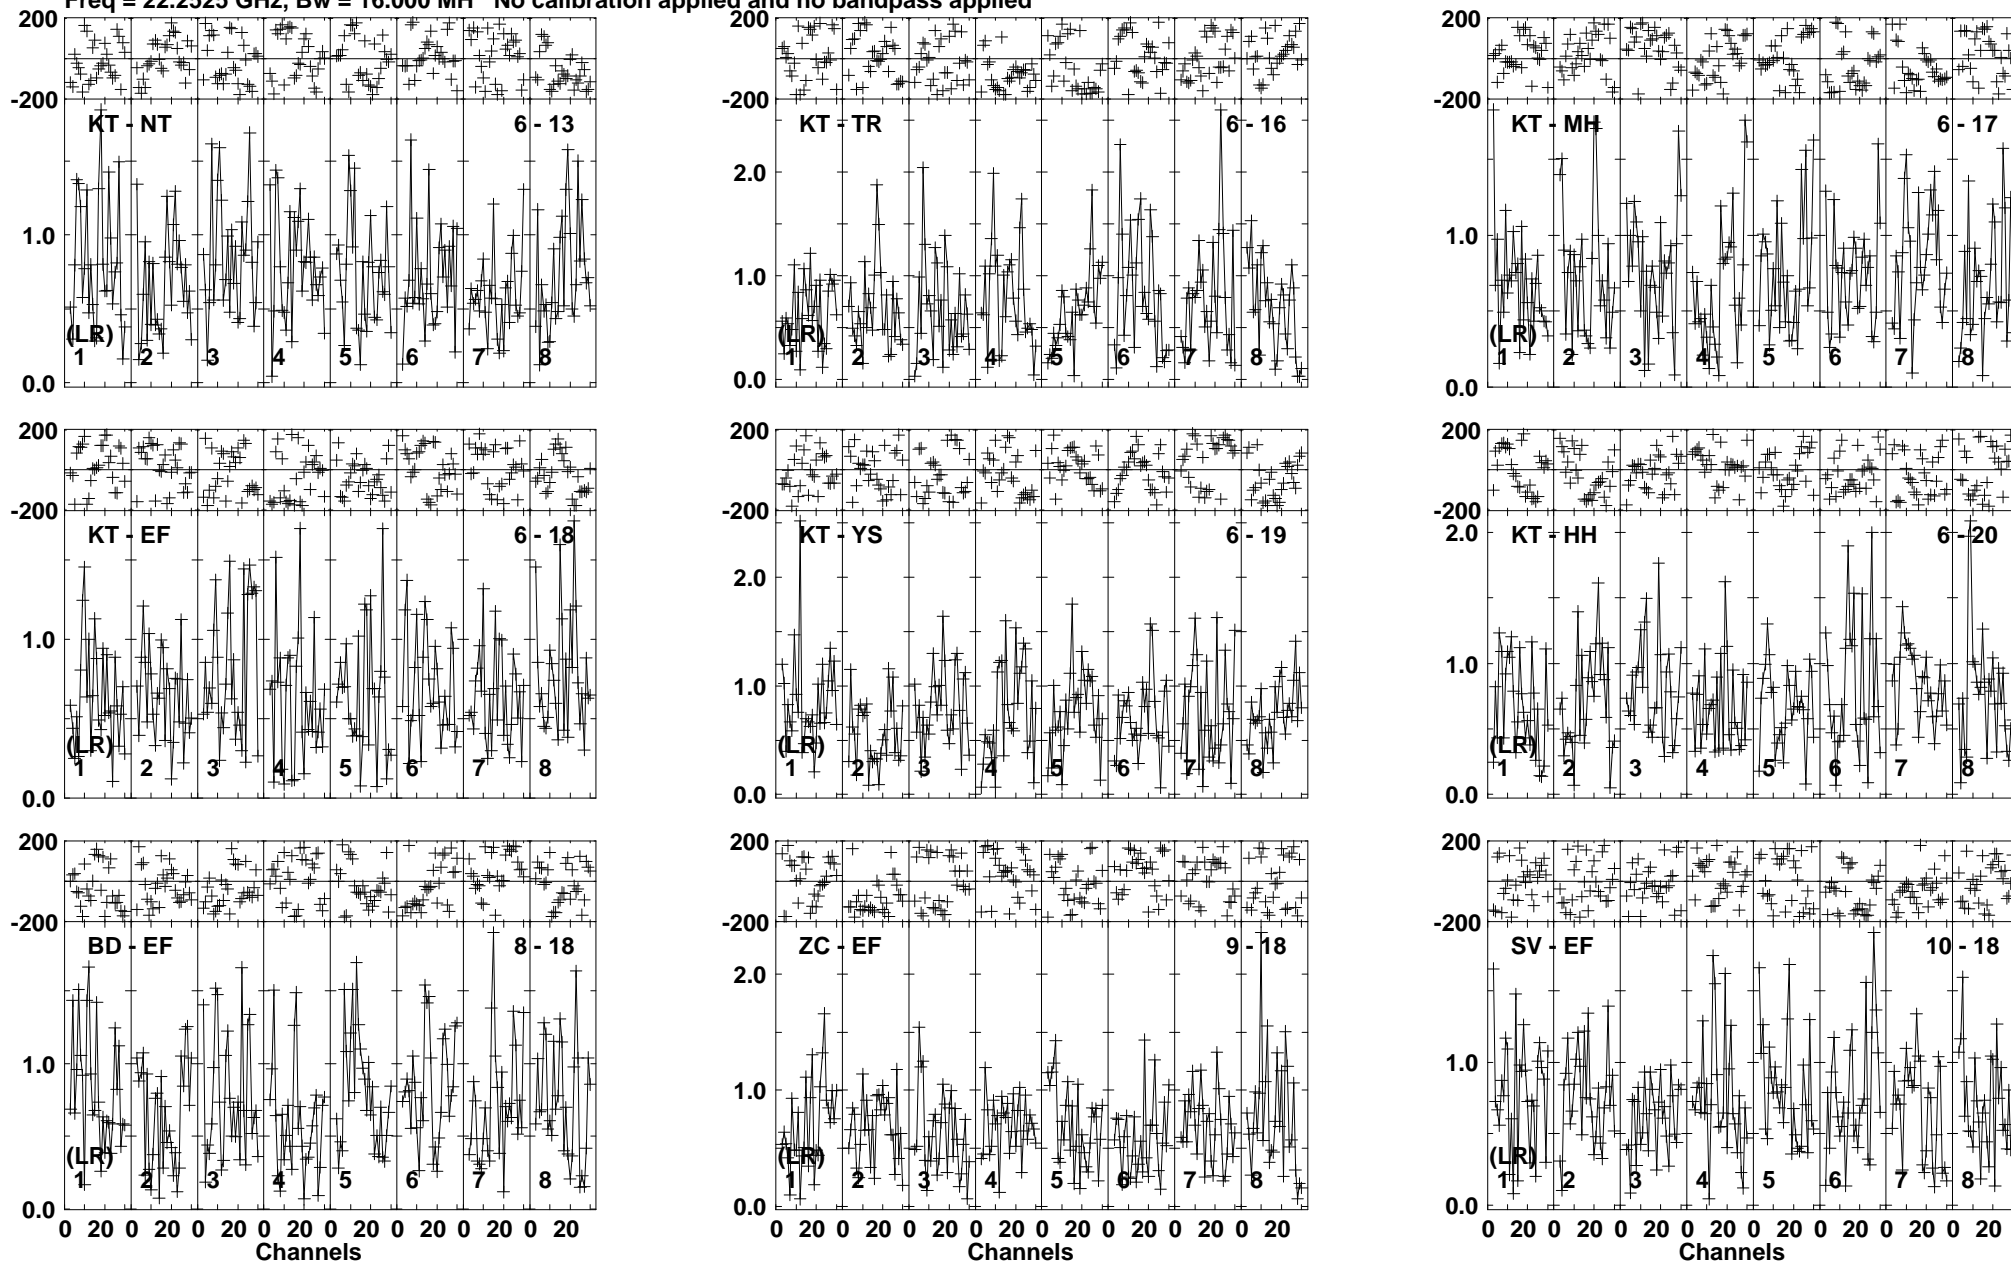 Freq = 22.2525 GHz, Bw = 16.000 MH No calibration applied and no bandpass applied
200 200 200
-200 -200 -200
KT - NT 6 - 13 KT - TR 6 - 16 KT - MH 6 - 17
2.0
1.0 1.0 1.0
(LR) (LR) (LR)
1 2 3 4 5 6 7 8 1 2 3 4 5 6 7 8 1 2 3 4 5 6 7 8
0.0 0.0 0.0
200 200 200
-200 -200 -200
KT - EF 6 - 18 KT - YS 6 - 19 KT - HH 6 - 20
2.0 2.0
1.0 1.0 1.0
(LR) (LR) (LR)
1 2 3 4 5 6 7 8 1 2 3 4 5 6 7 8 1 2 3 4 5 6 7 8
0.0 0.0 0.0
200 200 200
-200 -200 -200
BD - EF 8 - 18 ZC - EF 9 - 18 SV - EF 10 - 18
2.0
1.0 1.0 1.0
(LR) (LR) (LR)
1 2 3 4 5 6 7 8 1 2 3 4 5 6 7 8 1 2 3 4 5 6 7 8
0.0 0.0 0.0
0 20 0 20 0 20 0 20 0 20 0 20 0 20 0 20 0 20 0 20 0 20 0 20 0 20 0 20 0 20 0 20 0 20 0 20 0 20 0 20 0 20 0 20 0 20 0 20
Channels Channels Channels